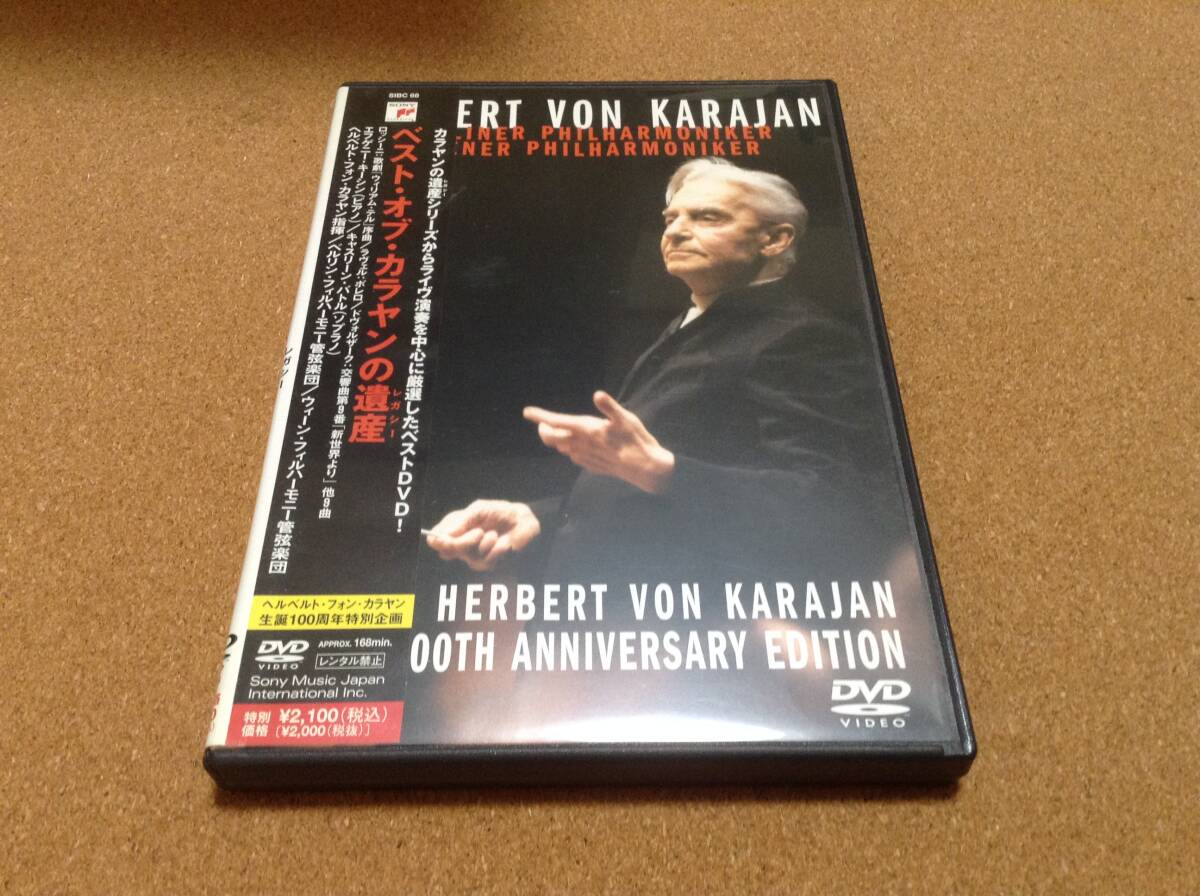 SIBC 60
SONY
ベスト・オブ・カラヤンの遺産
レガシー
ロッシーニ:歌劇「ウィリアム・テル」序曲/ラヴェル:ボレロ/ドヴォルザーク:交響曲第9番「新世界より」他9曲
エフゲニー・キーシン(ピアノ)/キャスリーン・バトル(ソプラノ)
ヘルベルト・フォン・カラヤン指揮/ベルリン・フィルハーモニー管弦楽団/ウィーン・フィルハーモニー管弦楽団
カラヤンの遺産シリーズからライヴ演奏を中心に厳選したベストDVD!
レガシー
ヘルベルト・フォン・カラヤン
生誕100周年特別企画
DVD
VIDEO
APPROX. 168min.
レンタル禁止
Sony Music Japan
International Inc.
特別
価格
¥2,100(税込)
[¥2,000(税抜)]
レガシー
ERT VON KARAJAN
LINER PHILHARMONIKER
ENER PHILHARMONIKER
HERBERT VON KARAJAN
00TH ANNIVERSARY EDITION
DVD
VIDEO